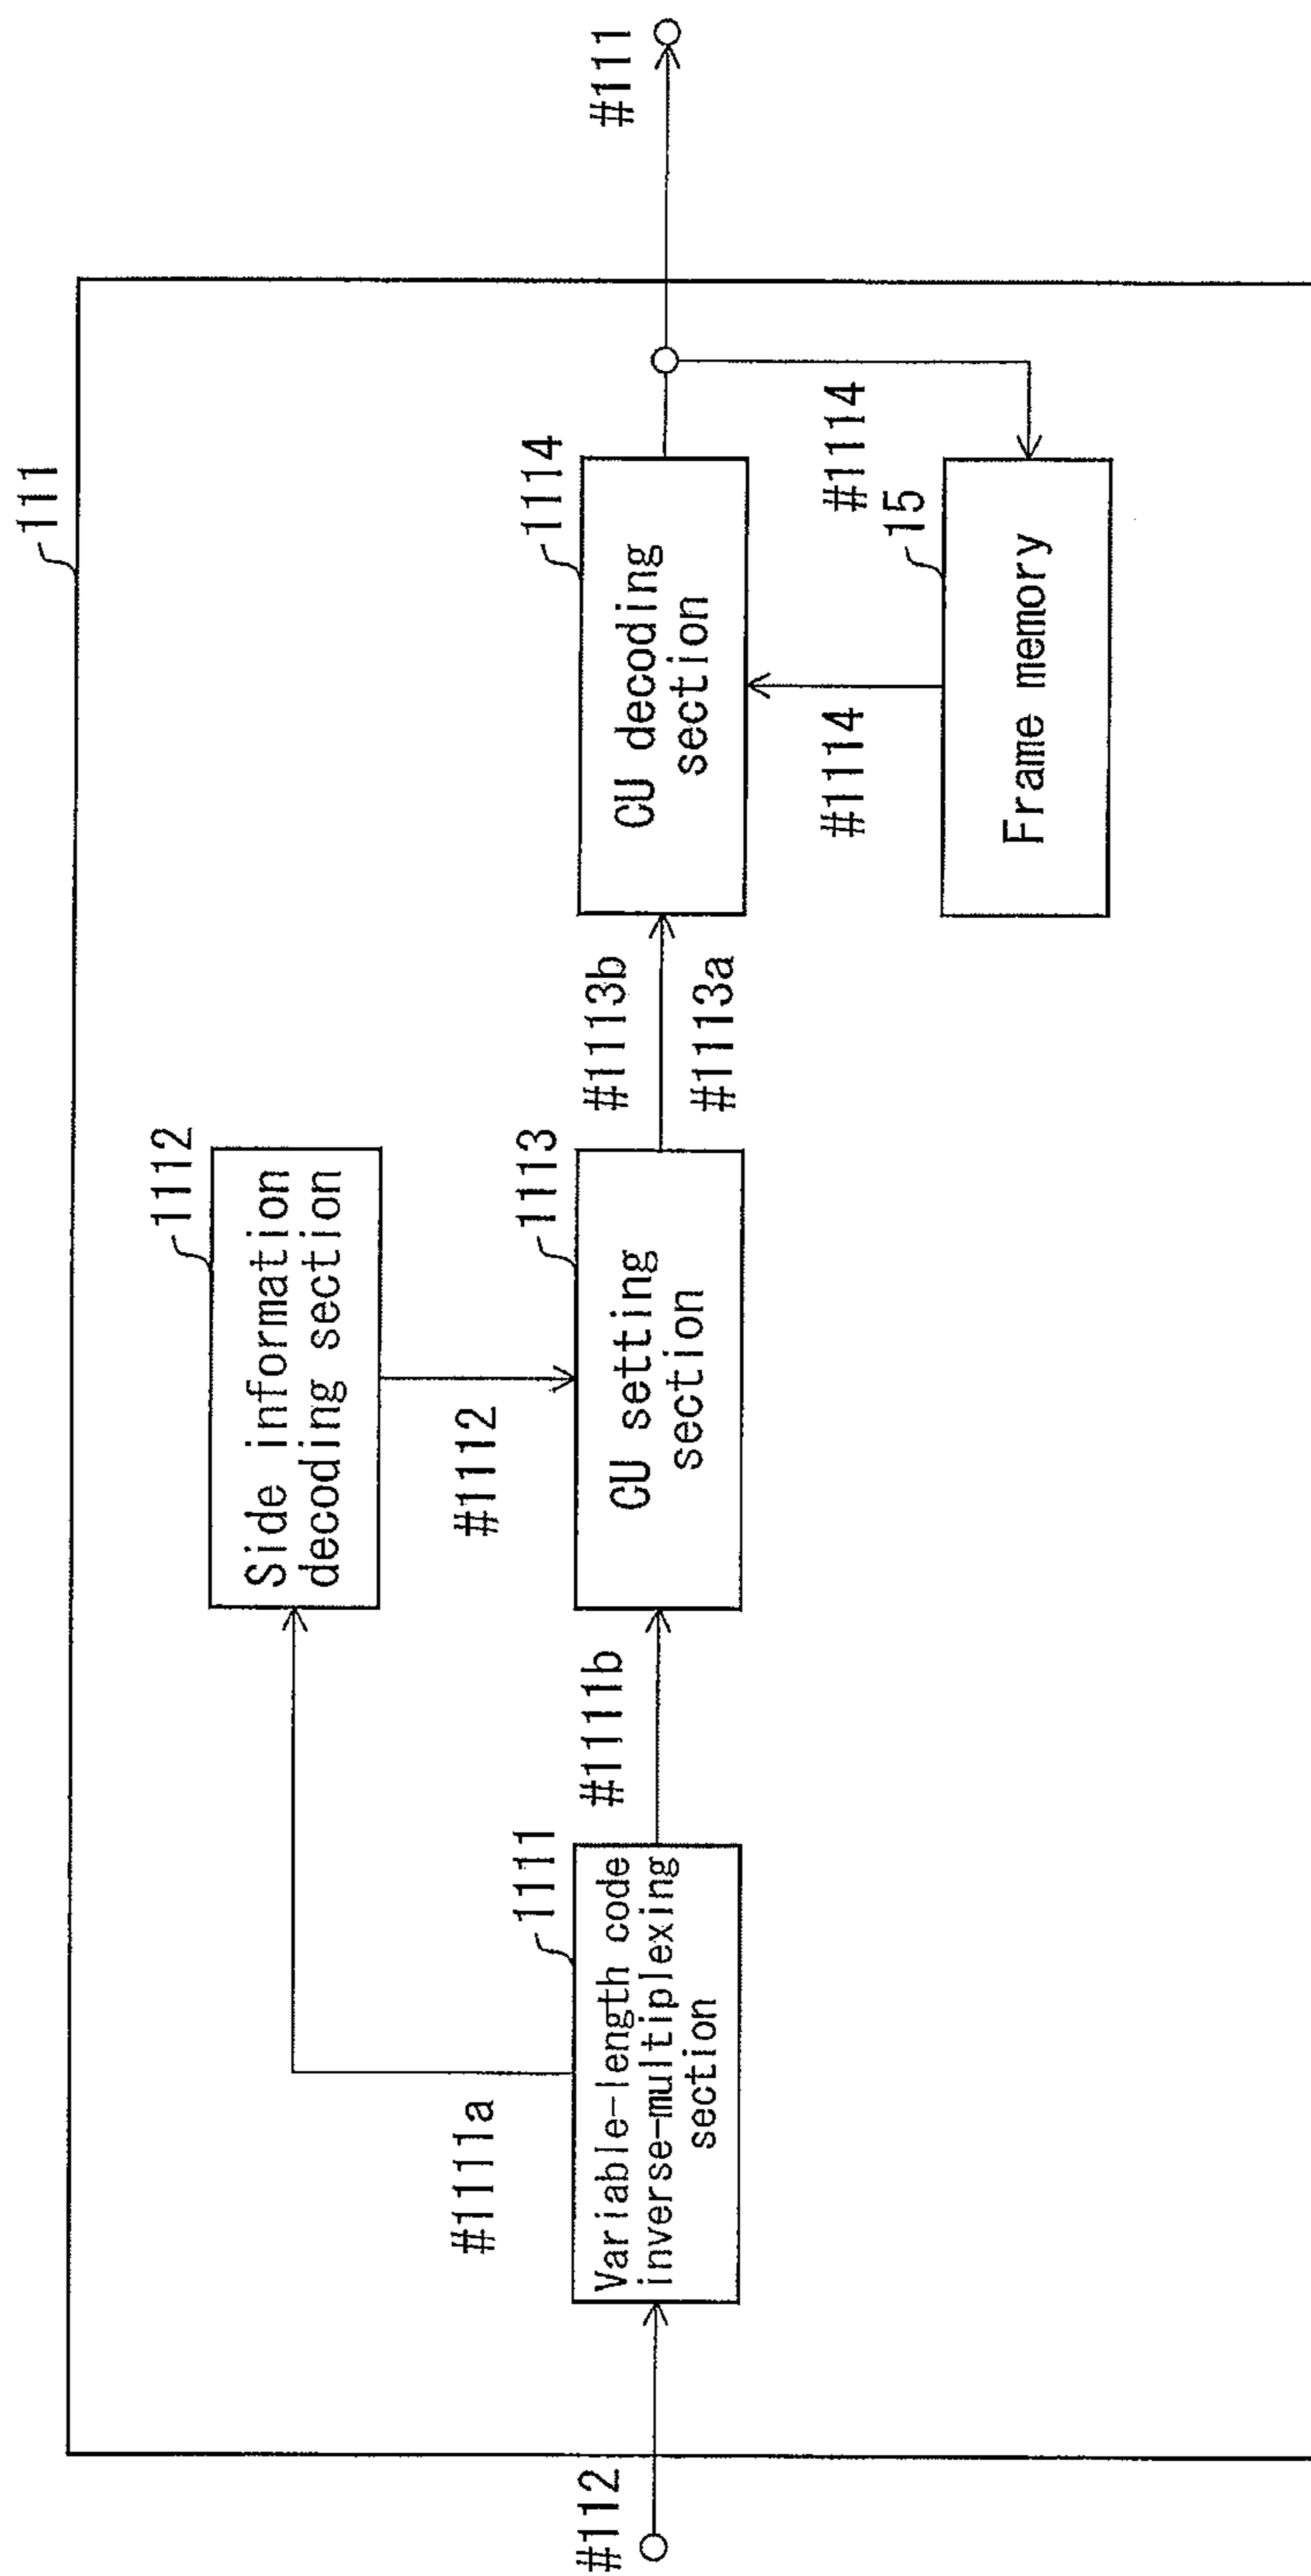 111
#112
#1111a
1111
Variable-length code
inverse-multiplexing
section
#1111b
1112
Side information
decoding section
#1112
1113
CU setting
section
#1113b
#1113a
1114
CU decoding
section
#1114
#1114
15
Frame memory
#111